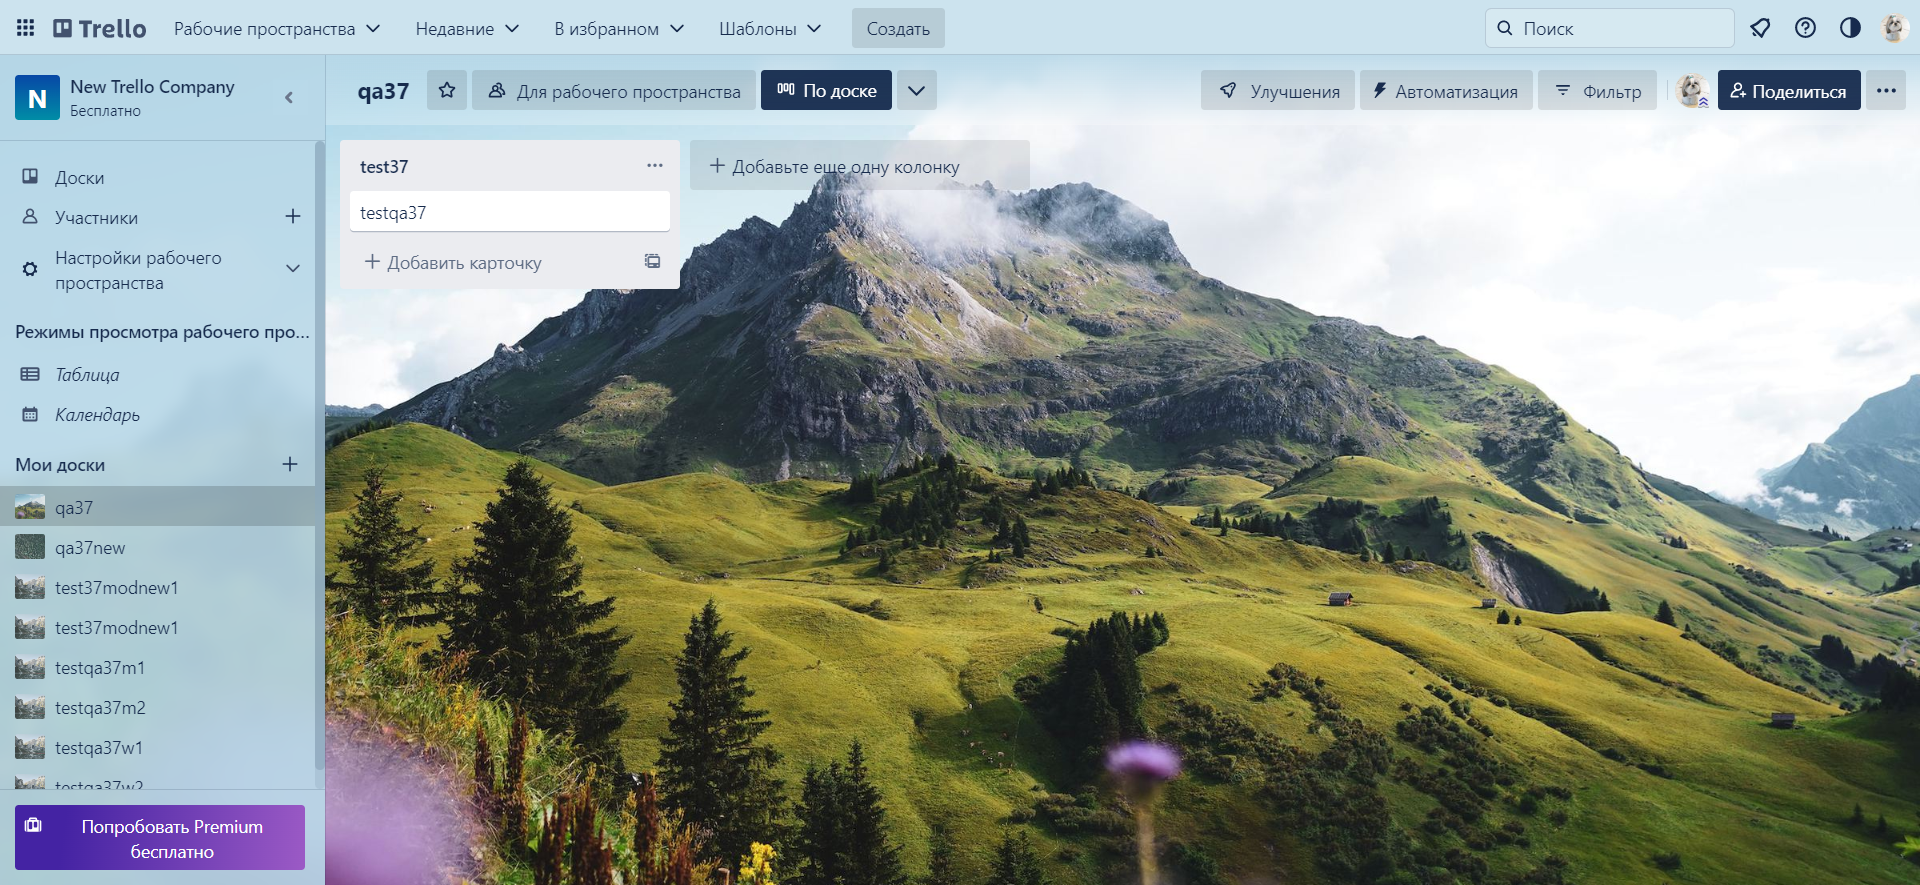 Trello
Рабочие пространства
Недавние
В избранном
Шаблоны
Создать
Поиск
N
New Trello Company
Бесплатно
qa37
Для рабочего пространства
По доске
Улучшения
Автоматизация
Фильтр
Поделиться
Доски
Участники
Настройки рабочего
пространства
Режимы просмотра рабочего про...
Таблица
Календарь
Мои доски
qa37
qa37new
test37modnew1
test37modnew1
testqa37m1
testqa37m2
testqa37w1
testqa37w2
Попробовать Premium
бесплатно
test37
testqa37
Добавить карточку
Добавьте еще одну колонку